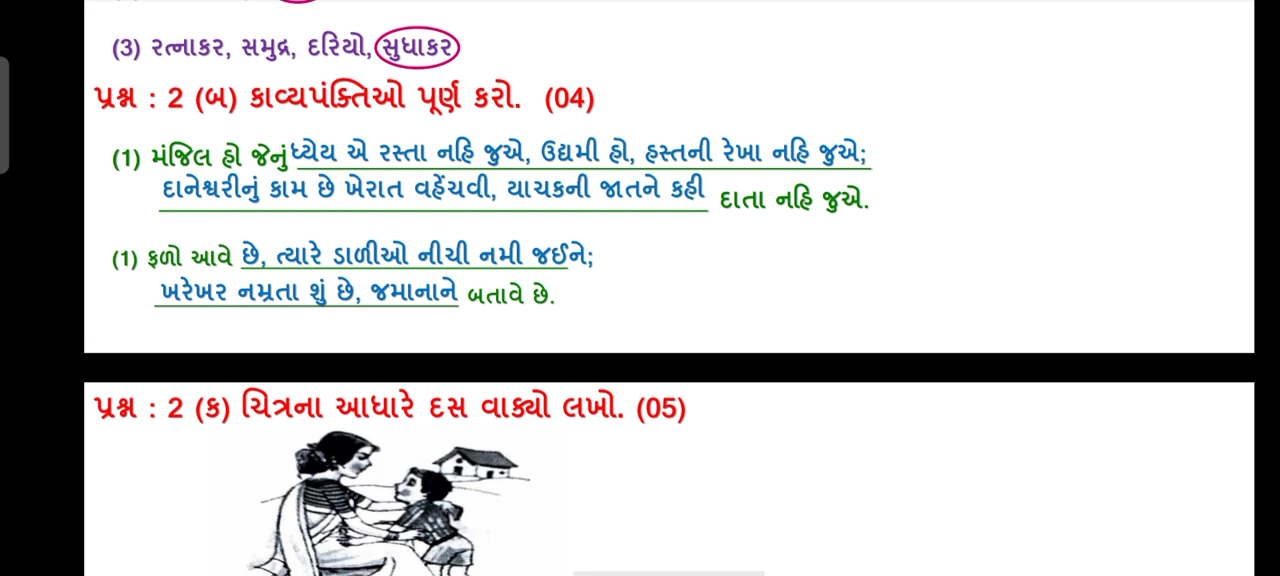 (3) રત્નાકર, સમુદ્ર, દરિયો, સુધાકર
પ્રશ્ન : 2 (બ) કાવ્યપંક્તિઓ પૂર્ણ કરો. (04)
(1) મંજિલ હો જેનું ધ્યેય એ રસ્તા નહિ જુએ, ઉદ્યમી હો, હસ્તની રેખા નહિ જુએ;
દાનેશ્વરીનું કામ છે ખેરાત વહેંચવી, યાચકની જાતને કહી દાતા નહિ જુએ.
(1) ફળો આવે છે, ત્યારે ડાળીઓ નીચી નમી જઈને;
ખરેખર નમ્રતા શું છે, જમાનાને બતાવે છે.
પ્રશ્ન : 2 (ક) ચિત્રના આધારે દસ વાક્યો લખો. (05)